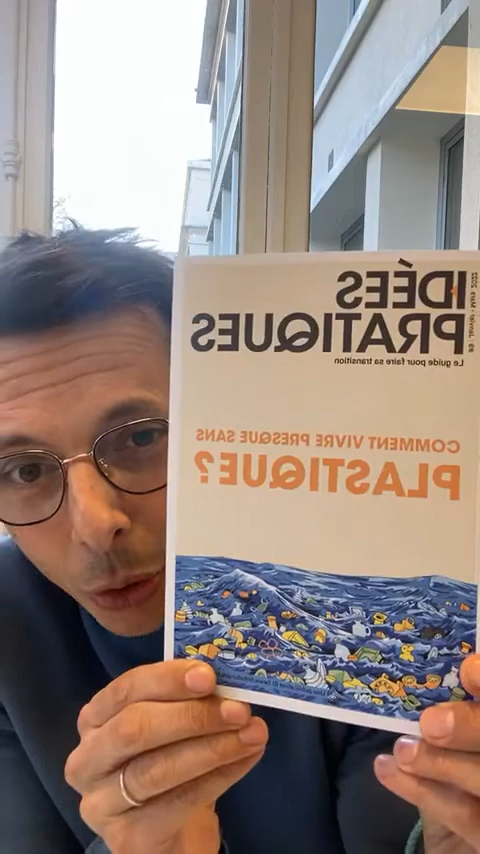 IDÉES
PRATIQUES
Le guide pour faire sa transition
COMMENT VIVRE PRESQUE SANS
PLASTIQUE?